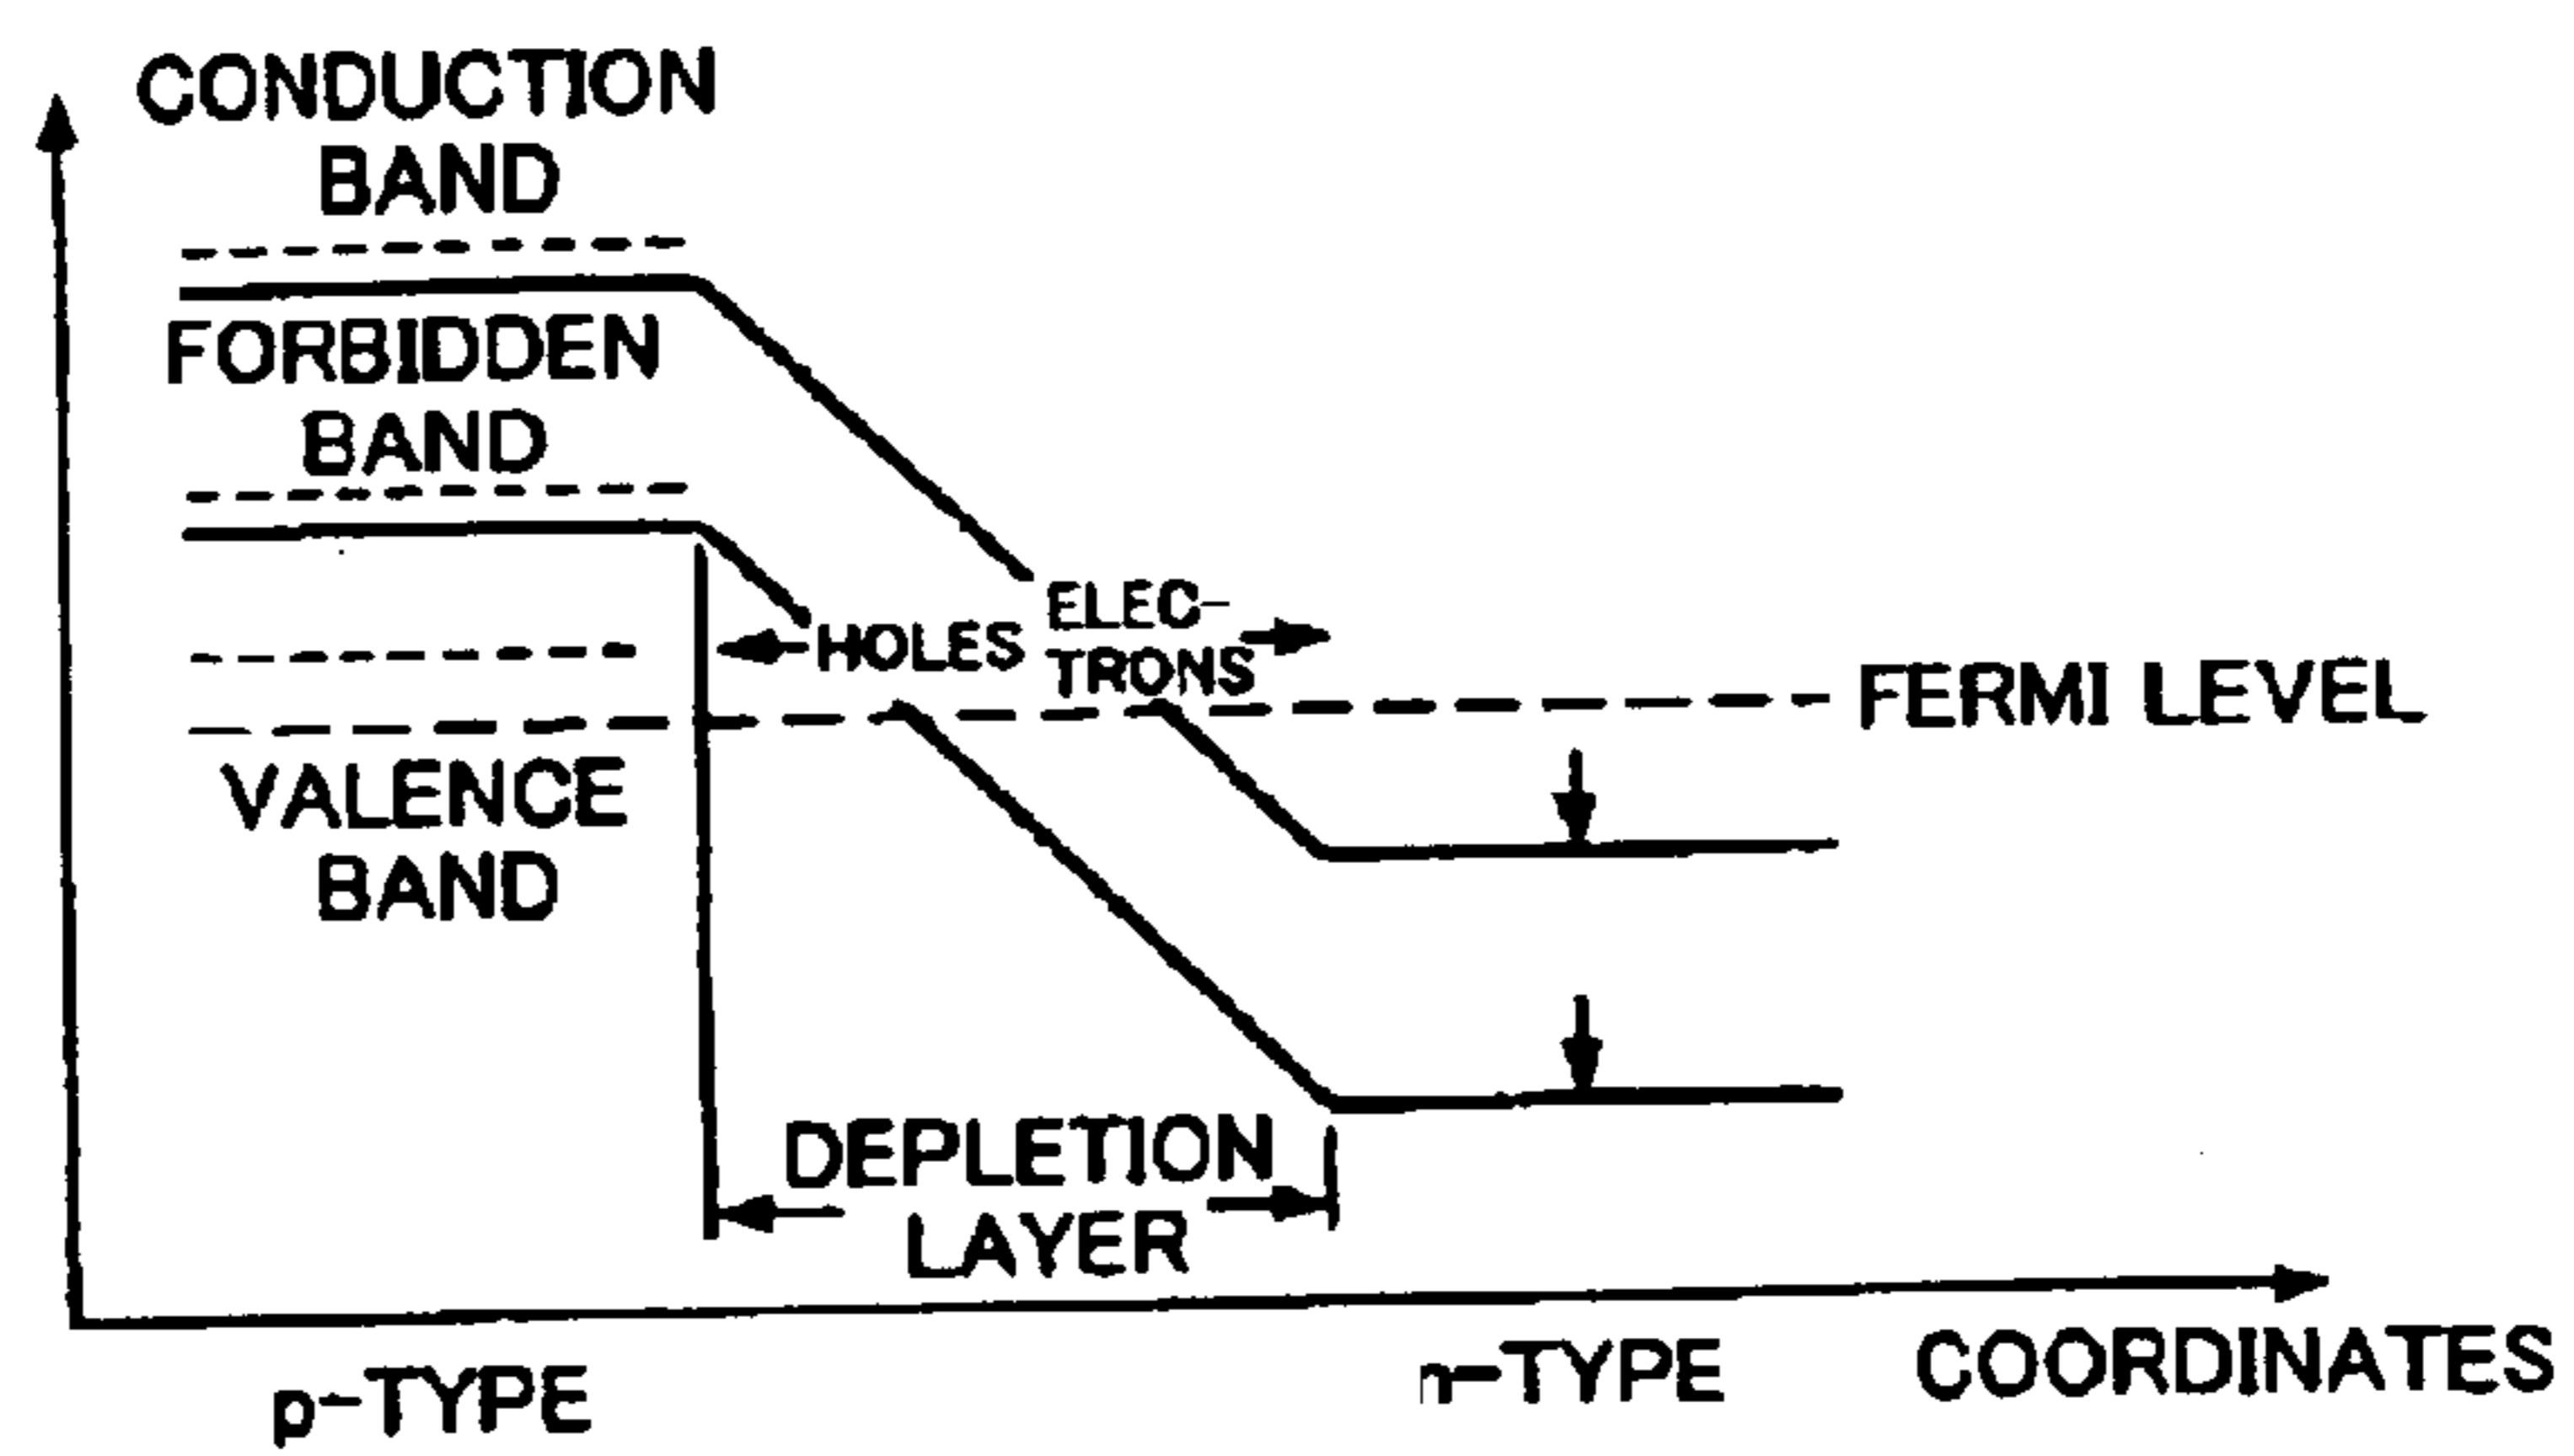 CONDUCTION
BAND
FORBIDDEN
BAND
HOLES
ELEC-
TRONS
FERMI LEVEL
VALENCE
BAND
DEPLETION
LAYER
p-TYPE
n-TYPE
COORDINATES